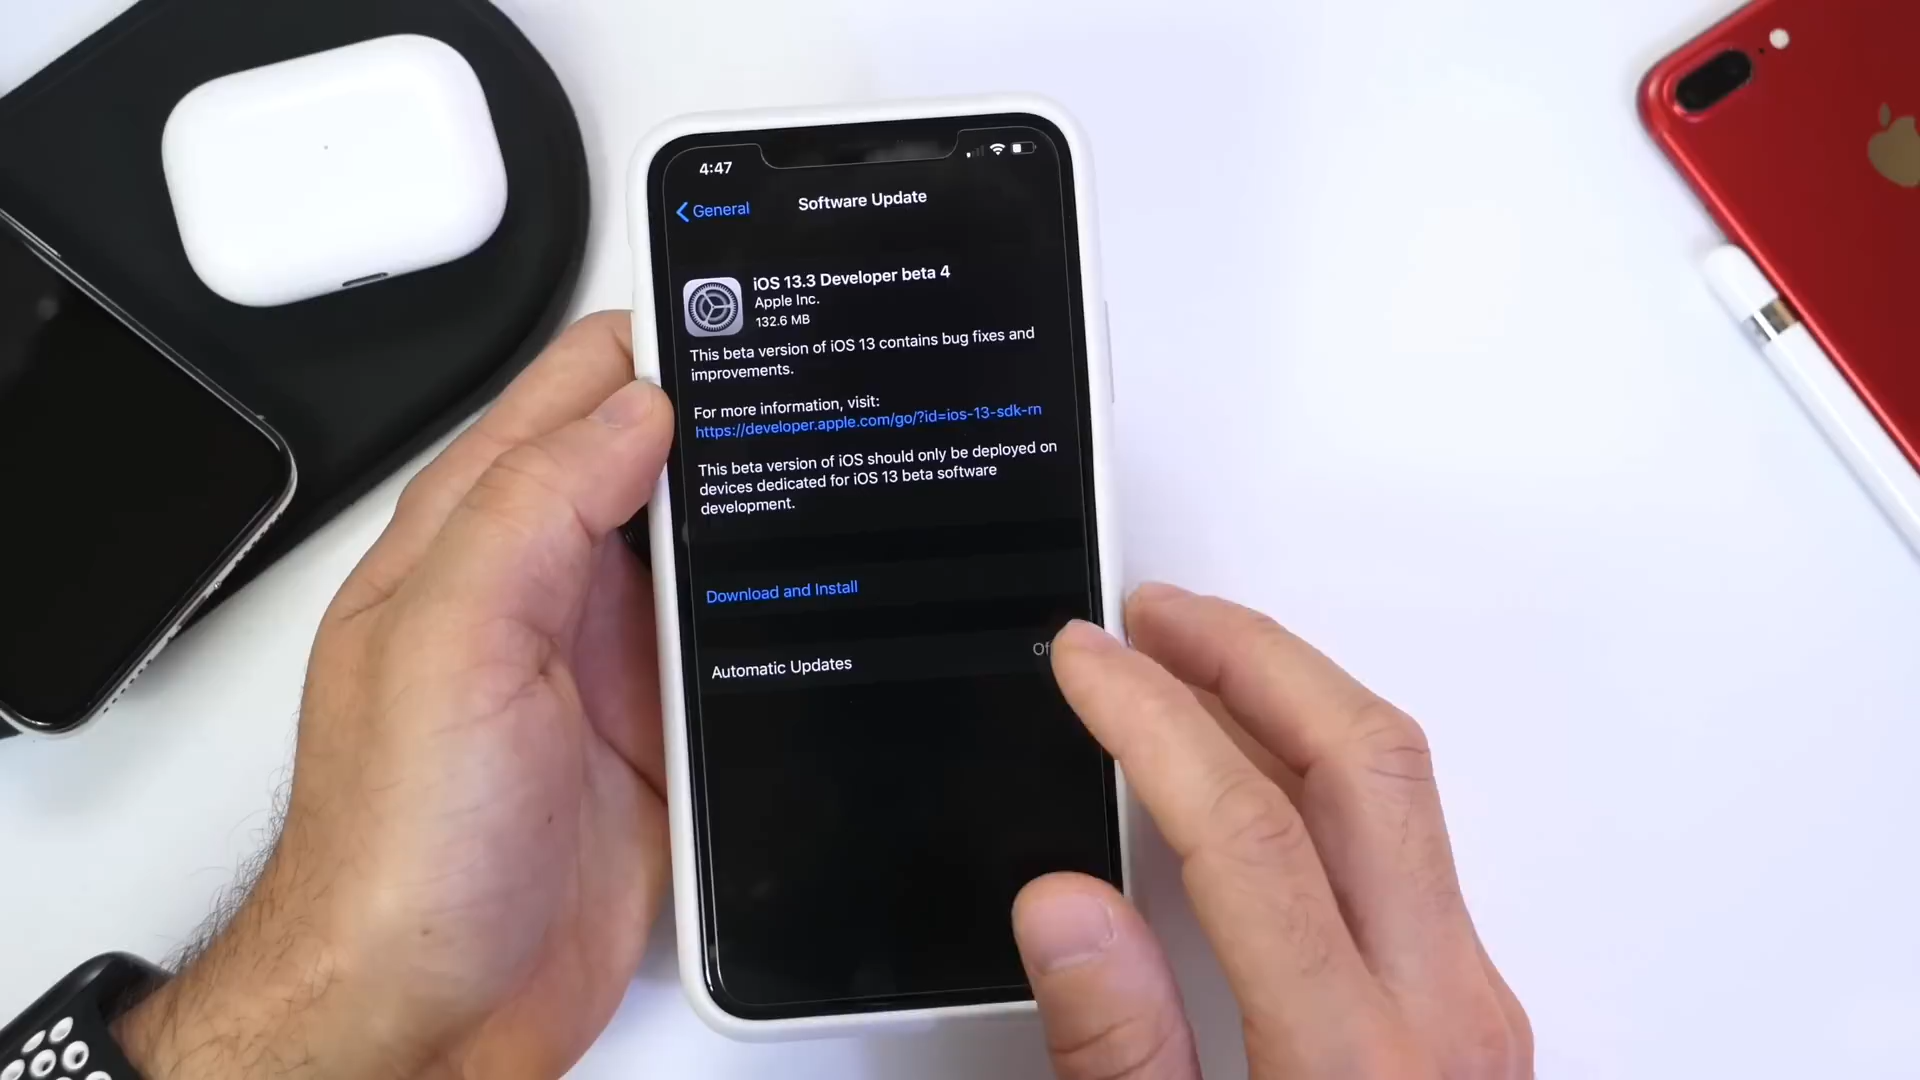 4:47
General
Software Update
iOS 13.3 Developer beta 4
Apple Inc.
132.6 MB
This beta version of iOS 13 contains bug fixes and
improvements.
For more information, visit:
https://developer.apple.com/go/?id=ios-13-sdk-rn
This beta version of iOS should only be deployed on
devices dedicated for iOS 13 beta software
development.
Download and Install
Automatic Updates